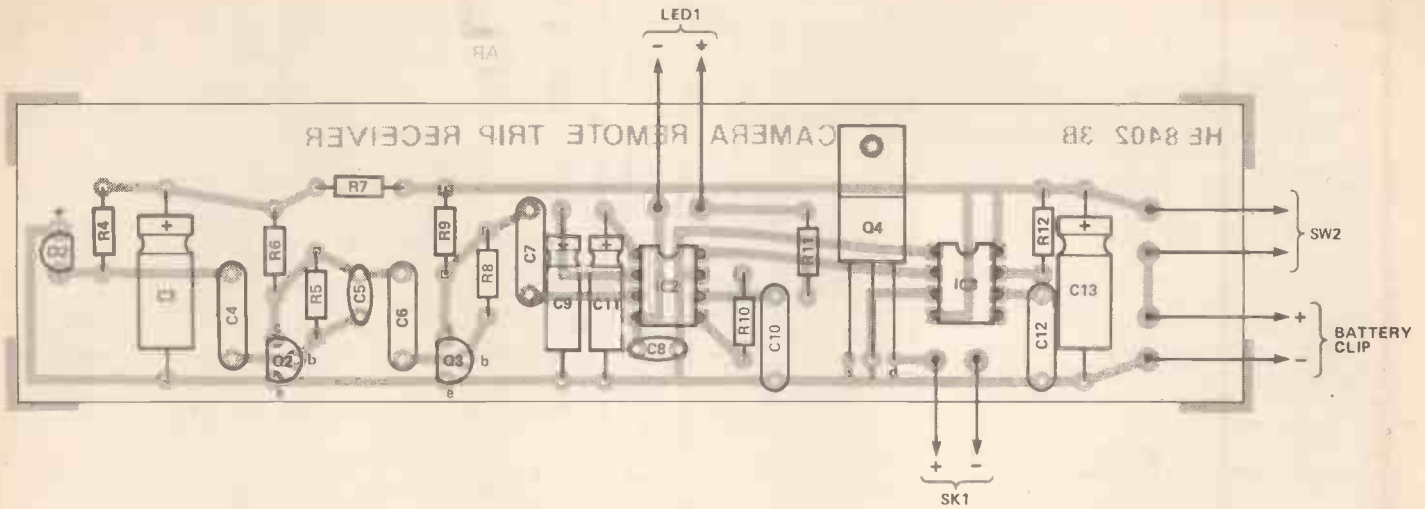 LED1
- +
AR
CAMERA REMOTE TRIP RECEIVER
HE 8402 3B
R7
+
R4
+
R6
R5
C5
C4
C6
R9
R8
C7
+
C9
+
C11
IC2
R11
Q4
IC3
R12
+
C13
SW2
Q2
b
e
Q3
b
e
C8
R10
C10
C12
+
-
BATTERY
CLIP
+ -
SK1